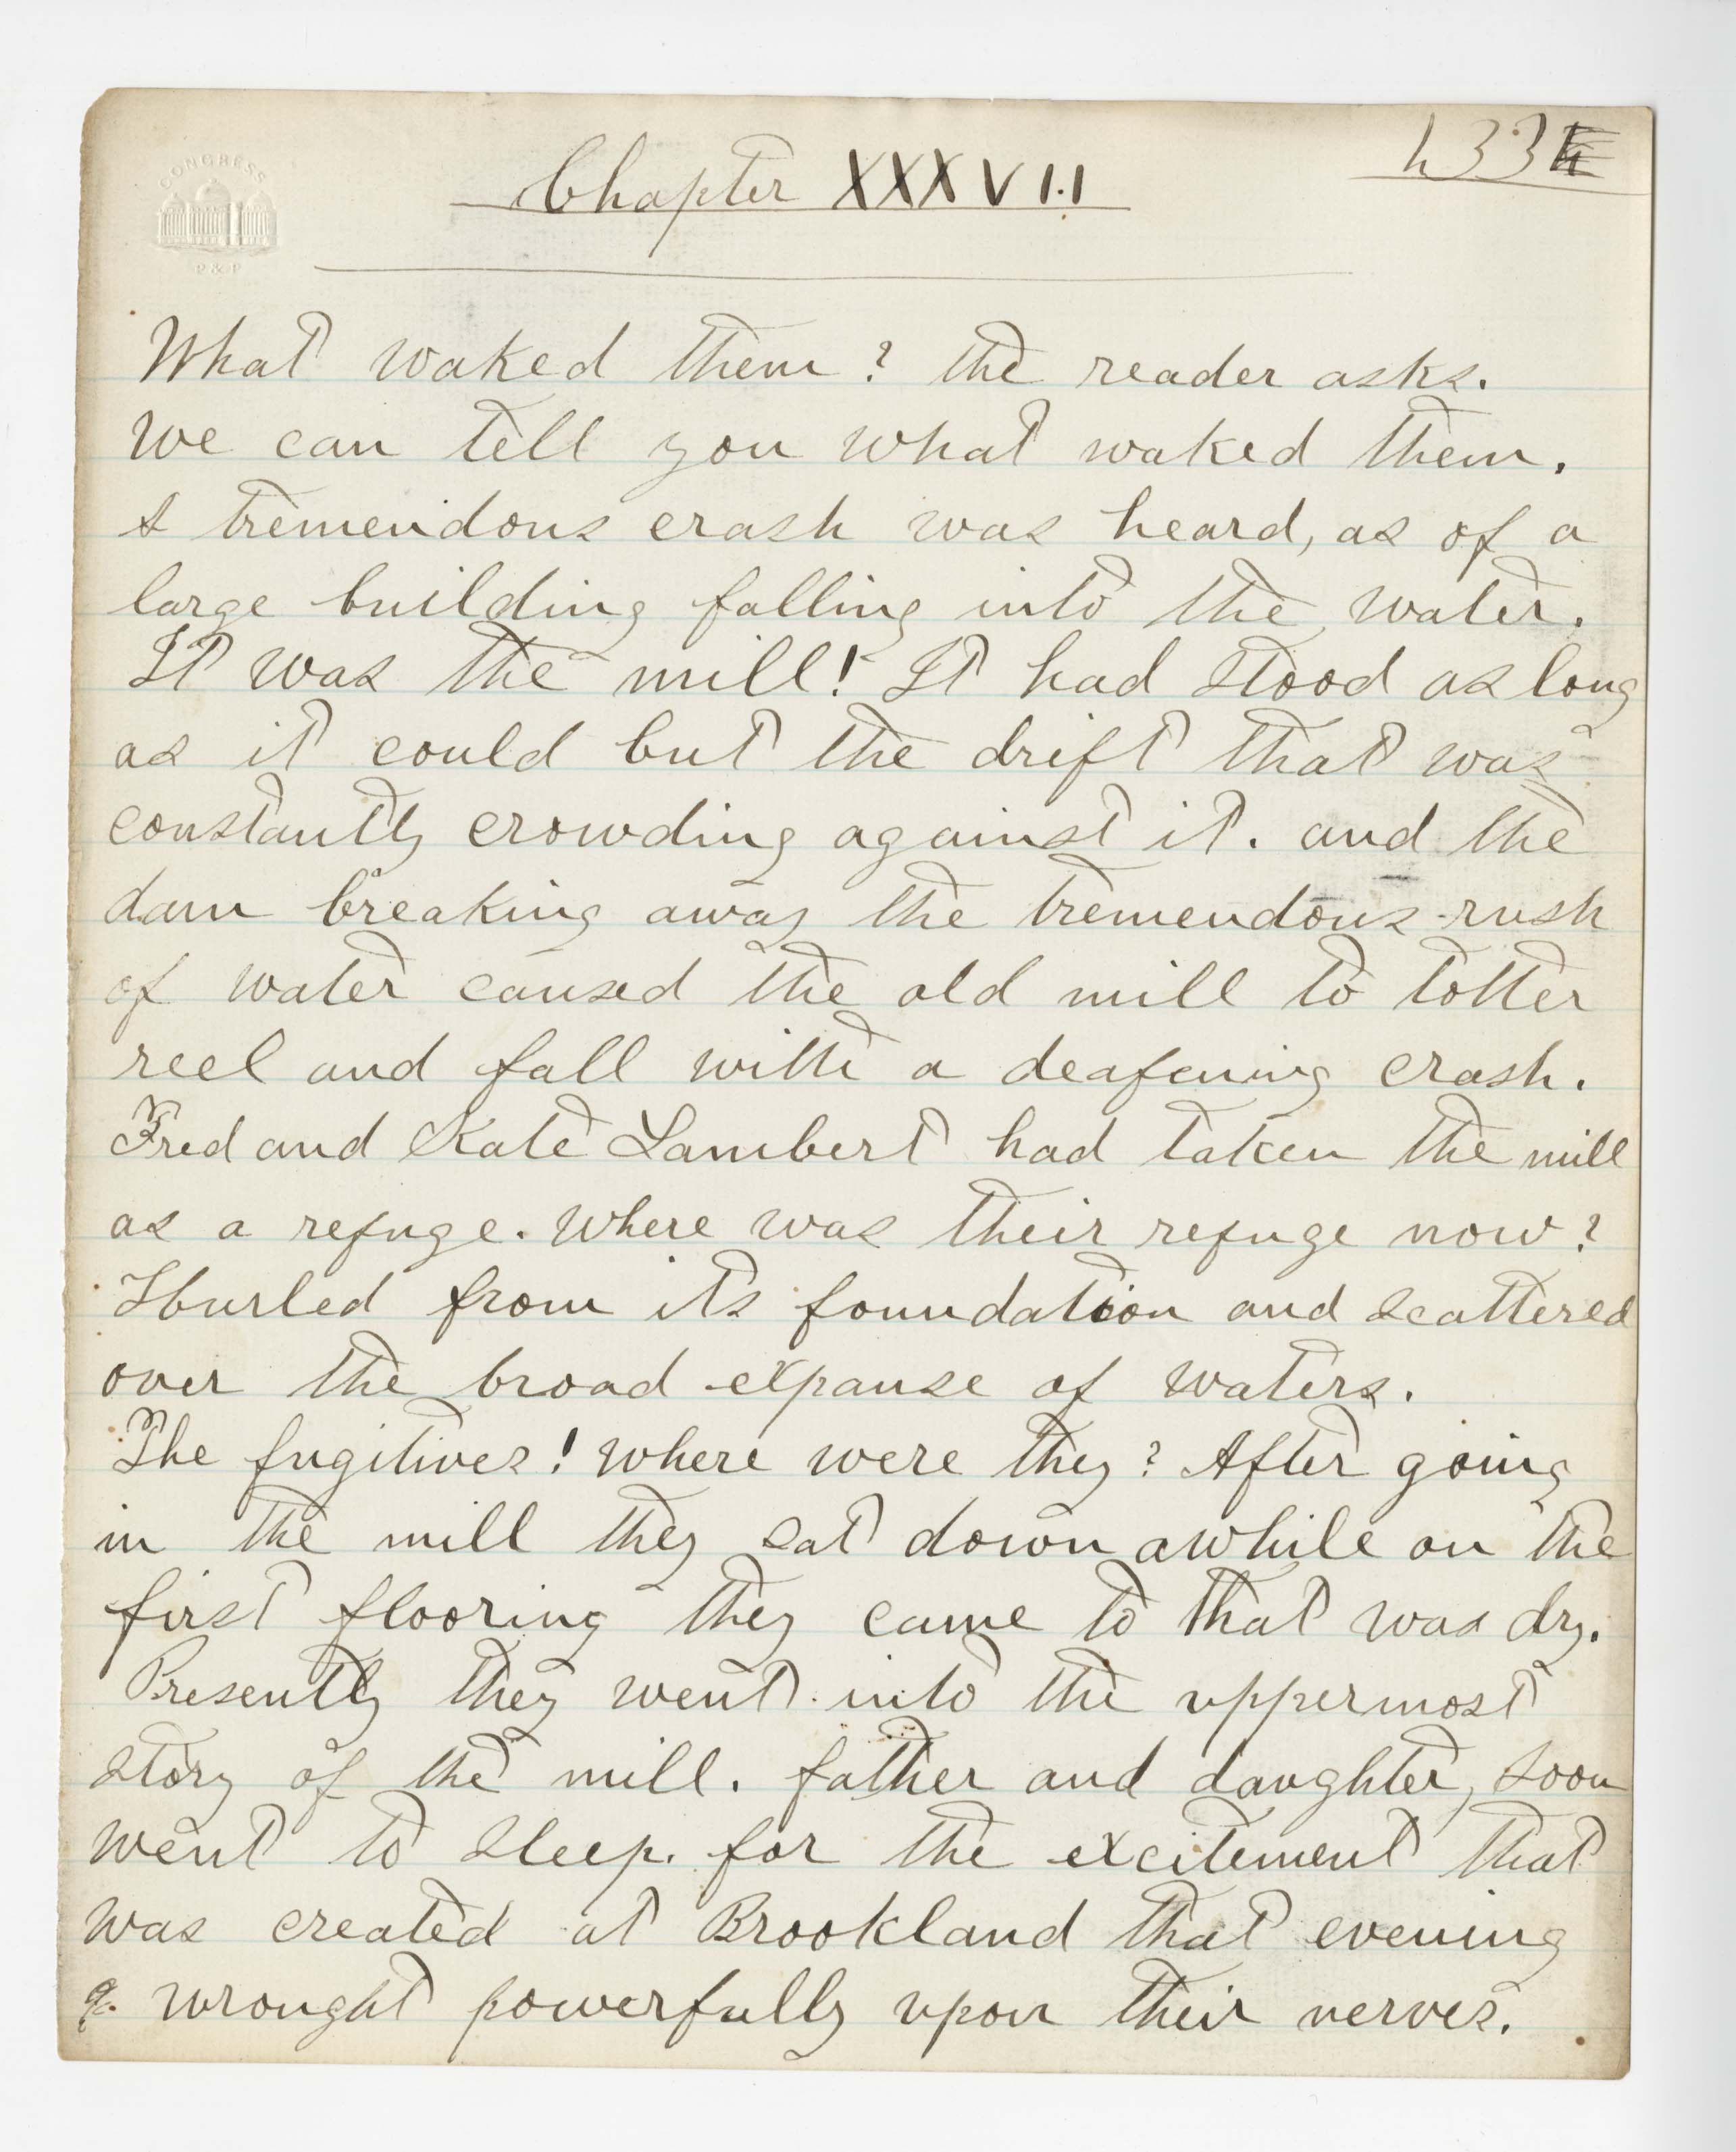 CONGRESS
P & P
Chapter XXXVII
433
What waked them? the reader asks.
We can tell you what waked them.
A tremendous crash was heard, as of a
large building falling into the water.
It was the mill! It had stood as long
as it could but the drift that was
constantly crowding against it. and the
dam breaking away the tremendous rush
of water caused the old mill to totter
reel and fall with a deafening crash.
Fred and Kate Lambert had taken the mill
as a refuge. Where was their refuge now?
Hurled from its foundation and scattered
over the broad expanse of waters.
The fugitives! Where were they? After going
in the mill they sat down awhile on the
first flooring they came to that was dry.
Presently they went into the uppermost
story of the mill. father and daughter, soon
went to sleep. for the excitement that
was created at Brookland that evening
wrought powerfully upon their nerves.